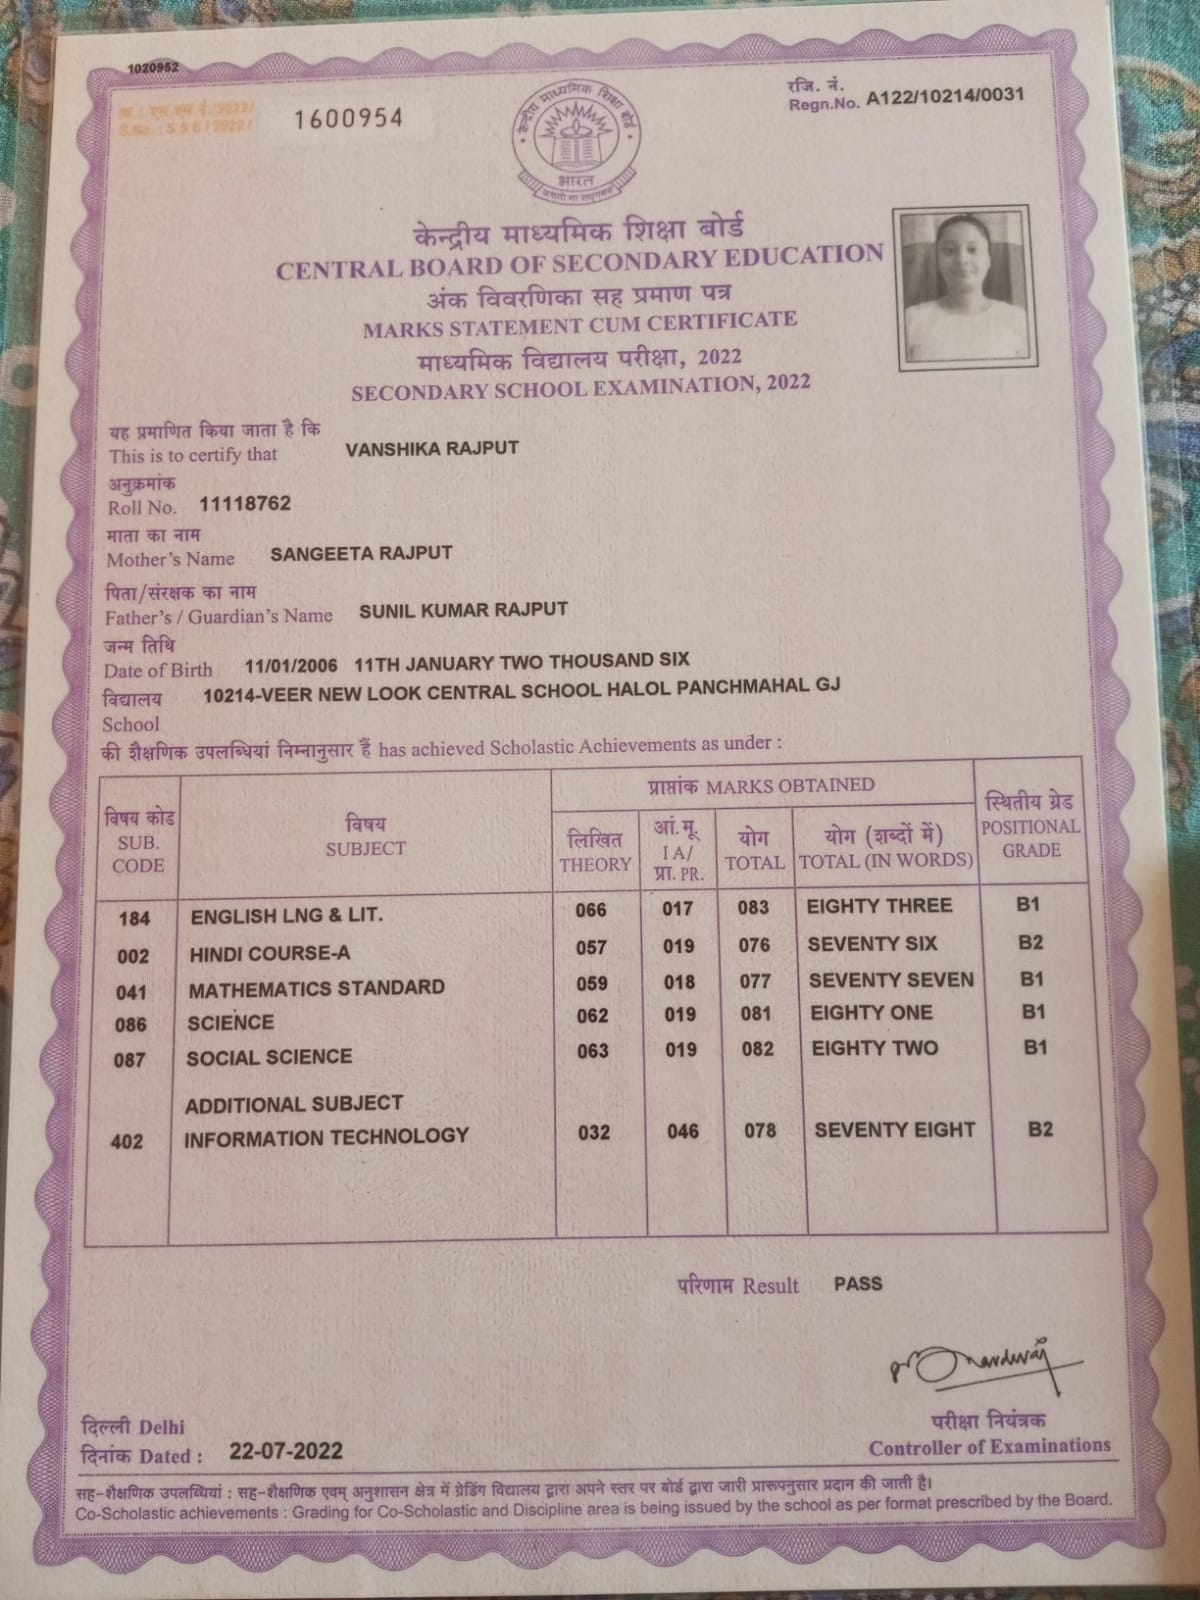 1020952
क्र. : एस.एस.ई/2022/
S.No. : S S E / 2022 /
1600954
रजि. नं.
Regn.No. A122/10214/0031
केन्द्रीय माध्यमिक शिक्षा बोर्ड
भारत
असतो मा सद्गमय
केन्द्रीय माध्यमिक शिक्षा बोर्ड
CENTRAL BOARD OF SECONDARY EDUCATION
अंक विवरणिका सह प्रमाण पत्र
MARKS STATEMENT CUM CERTIFICATE
माध्यमिक विद्यालय परीक्षा, 2022
SECONDARY SCHOOL EXAMINATION, 2022
यह प्रमाणित किया जाता है कि
This is to certify that VANSHIKA RAJPUT
अनुक्रमांक
Roll No. 11118762
माता का नाम
Mother's Name SANGEETA RAJPUT
पिता/संरक्षक का नाम
Father's / Guardian's Name SUNIL KUMAR RAJPUT
जन्म तिथि
Date of Birth 11/01/2006 11TH JANUARY TWO THOUSAND SIX
विद्यालय 10214-VEER NEW LOOK CENTRAL SCHOOL HALOL PANCHMAHAL GJ
School
की शैक्षणिक उपलब्धियां निम्नानुसार हैं has achieved Scholastic Achievements as under :
विषय कोड SUB. CODE विषय SUBJECT प्राप्तांक MARKS OBTAINED स्थितीय ग्रेड POSITIONAL GRADE
लिखित THEORY आं.मू. I A/ प्रा. PR. योग TOTAL योग (शब्दों में) TOTAL (IN WORDS)
184 ENGLISH LNG & LIT. 066 017 083 EIGHTY THREE B1
002 HINDI COURSE-A 057 019 076 SEVENTY SIX B2
041 MATHEMATICS STANDARD 059 018 077 SEVENTY SEVEN B1
086 SCIENCE 062 019 081 EIGHTY ONE B1
087 SOCIAL SCIENCE 063 019 082 EIGHTY TWO B1
ADDITIONAL SUBJECT
402 INFORMATION TECHNOLOGY 032 046 078 SEVENTY EIGHT B2
परिणाम Result PASS
दिल्ली Delhi
दिनांक Dated : 22-07-2022
परीक्षा नियंत्रक
Controller of Examinations
सह-शैक्षणिक उपलब्धियां : सह-शैक्षणिक एवम् अनुशासन क्षेत्र में ग्रेडिंग विद्यालय द्वारा अपने स्तर पर बोर्ड द्वारा जारी प्रारूपनुसार प्रदान की जाती है।
Co-Scholastic achievements : Grading for Co-Scholastic and Discipline area is being issued by the school as per format prescribed by the Board.